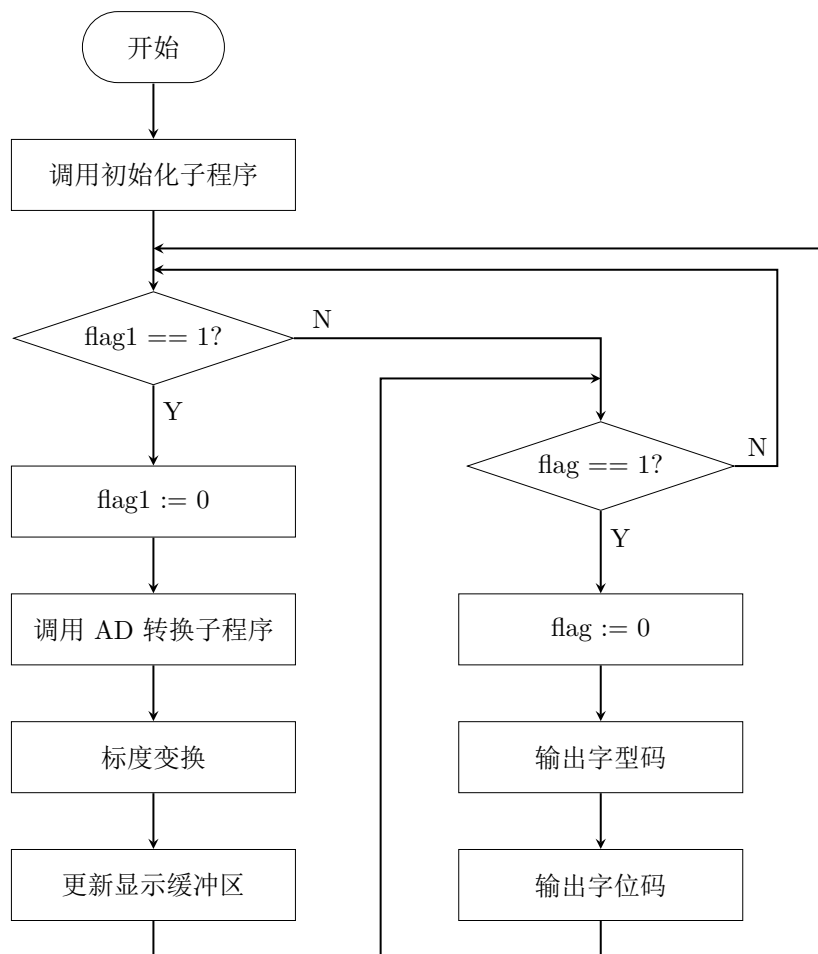 开始
调用初始化子程序
flag1 == 1?
N
Y
flag1 := 0
调用 AD 转换子程序
标度变换
更新显示缓冲区
flag == 1?
N
Y
flag := 0
输出字型码
输出字位码